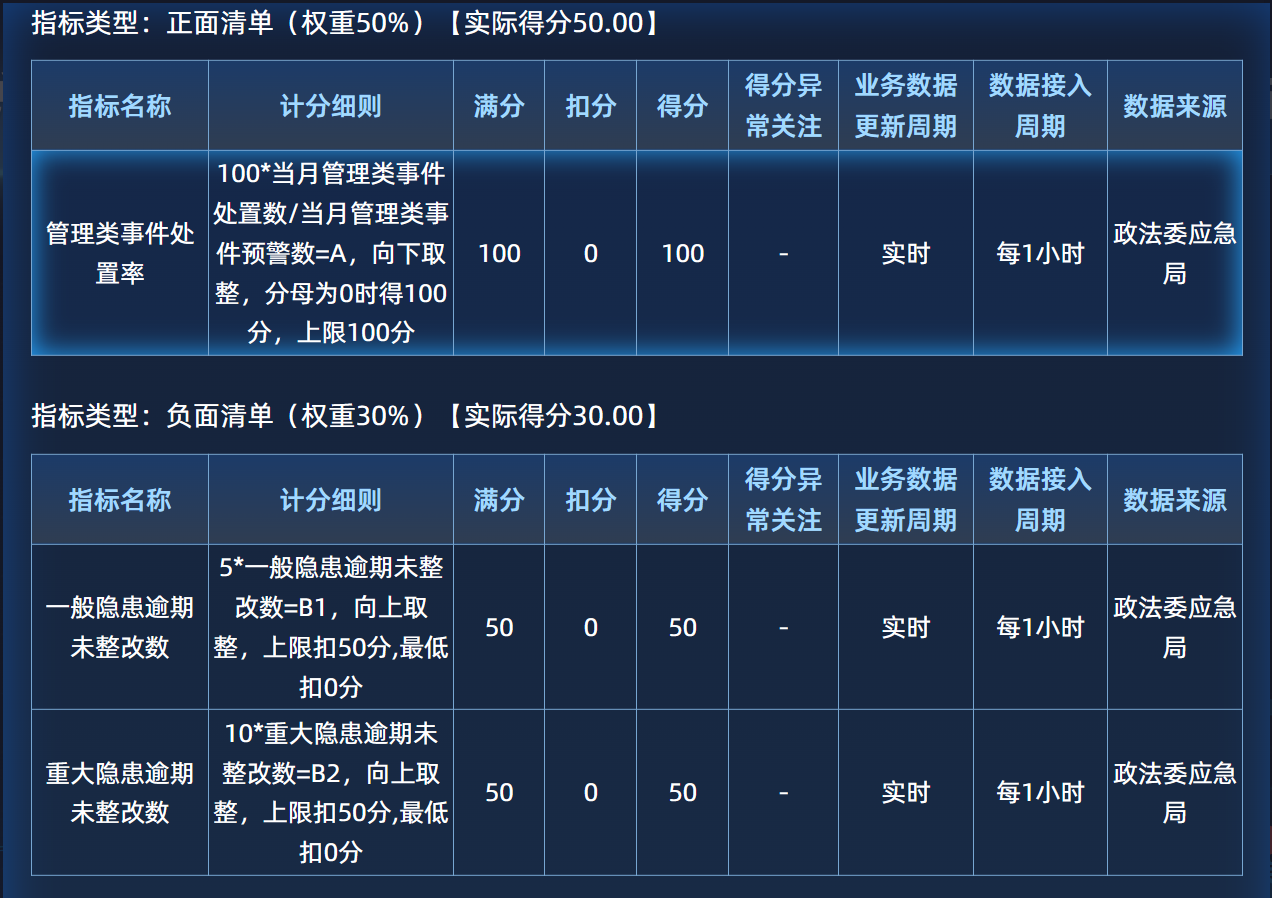 指标类型：正面清单（权重50%）【实际得分50.00】
指标名称
计分细则
满分
扣分
得分
得分异
常关注
业务数据
更新周期
数据接入
周期
数据来源
管理类事件处
置率
100*当月管理类事件
处置数/当月管理类事
件预警数=A，向下取
整，分母为0时得100
分，上限100分
100
0
100
-
实时
每1小时
政法委应急
局
指标类型：负面清单（权重30%）【实际得分30.00】
指标名称
计分细则
满分
扣分
得分
得分异
常关注
业务数据
更新周期
数据接入
周期
数据来源
一般隐患逾期
未整改数
5*一般隐患逾期未整
改数=B1，向上取
整，上限扣50分,最低
扣0分
50
0
50
-
实时
每1小时
政法委应急
局
重大隐患逾期
未整改数
10*重大隐患逾期未
整改数=B2，向上取
整，上限扣50分,最低
扣0分
50
0
50
-
实时
每1小时
政法委应急
局